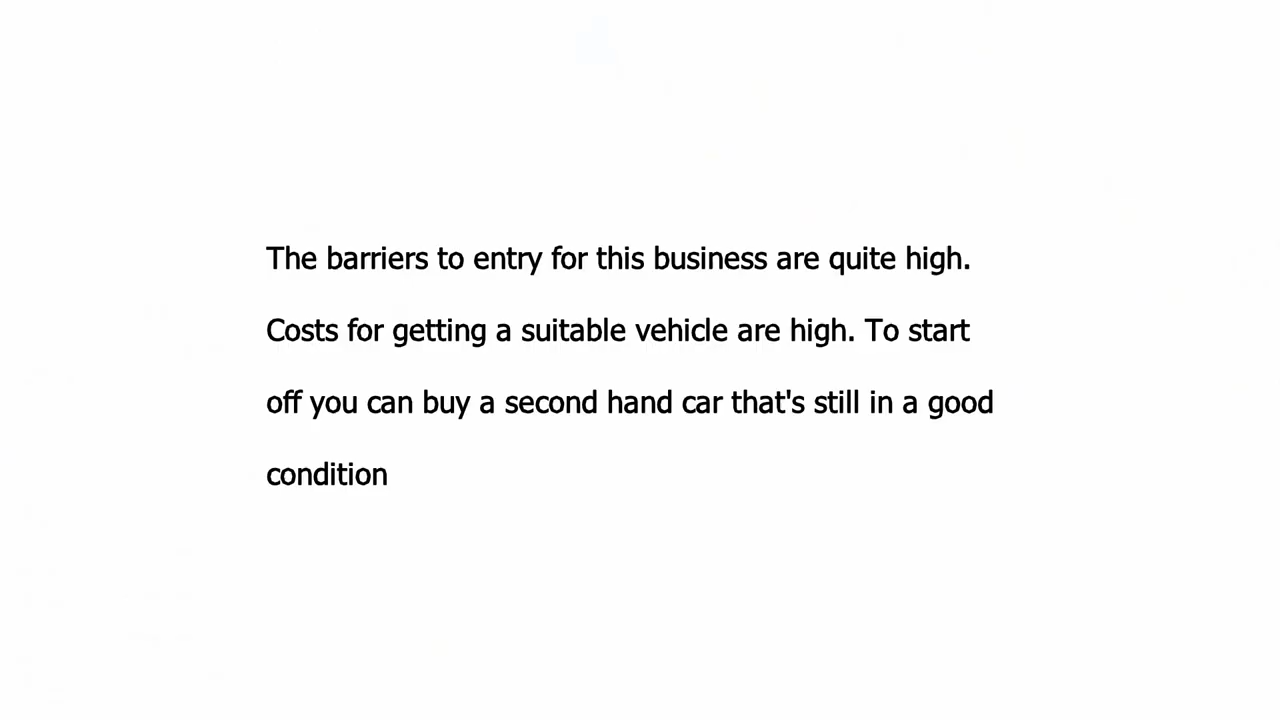 The barriers to entry for this business are quite high.
Costs for getting a suitable vehicle are high. To start
off you can buy a second hand car that's still in a good
condition